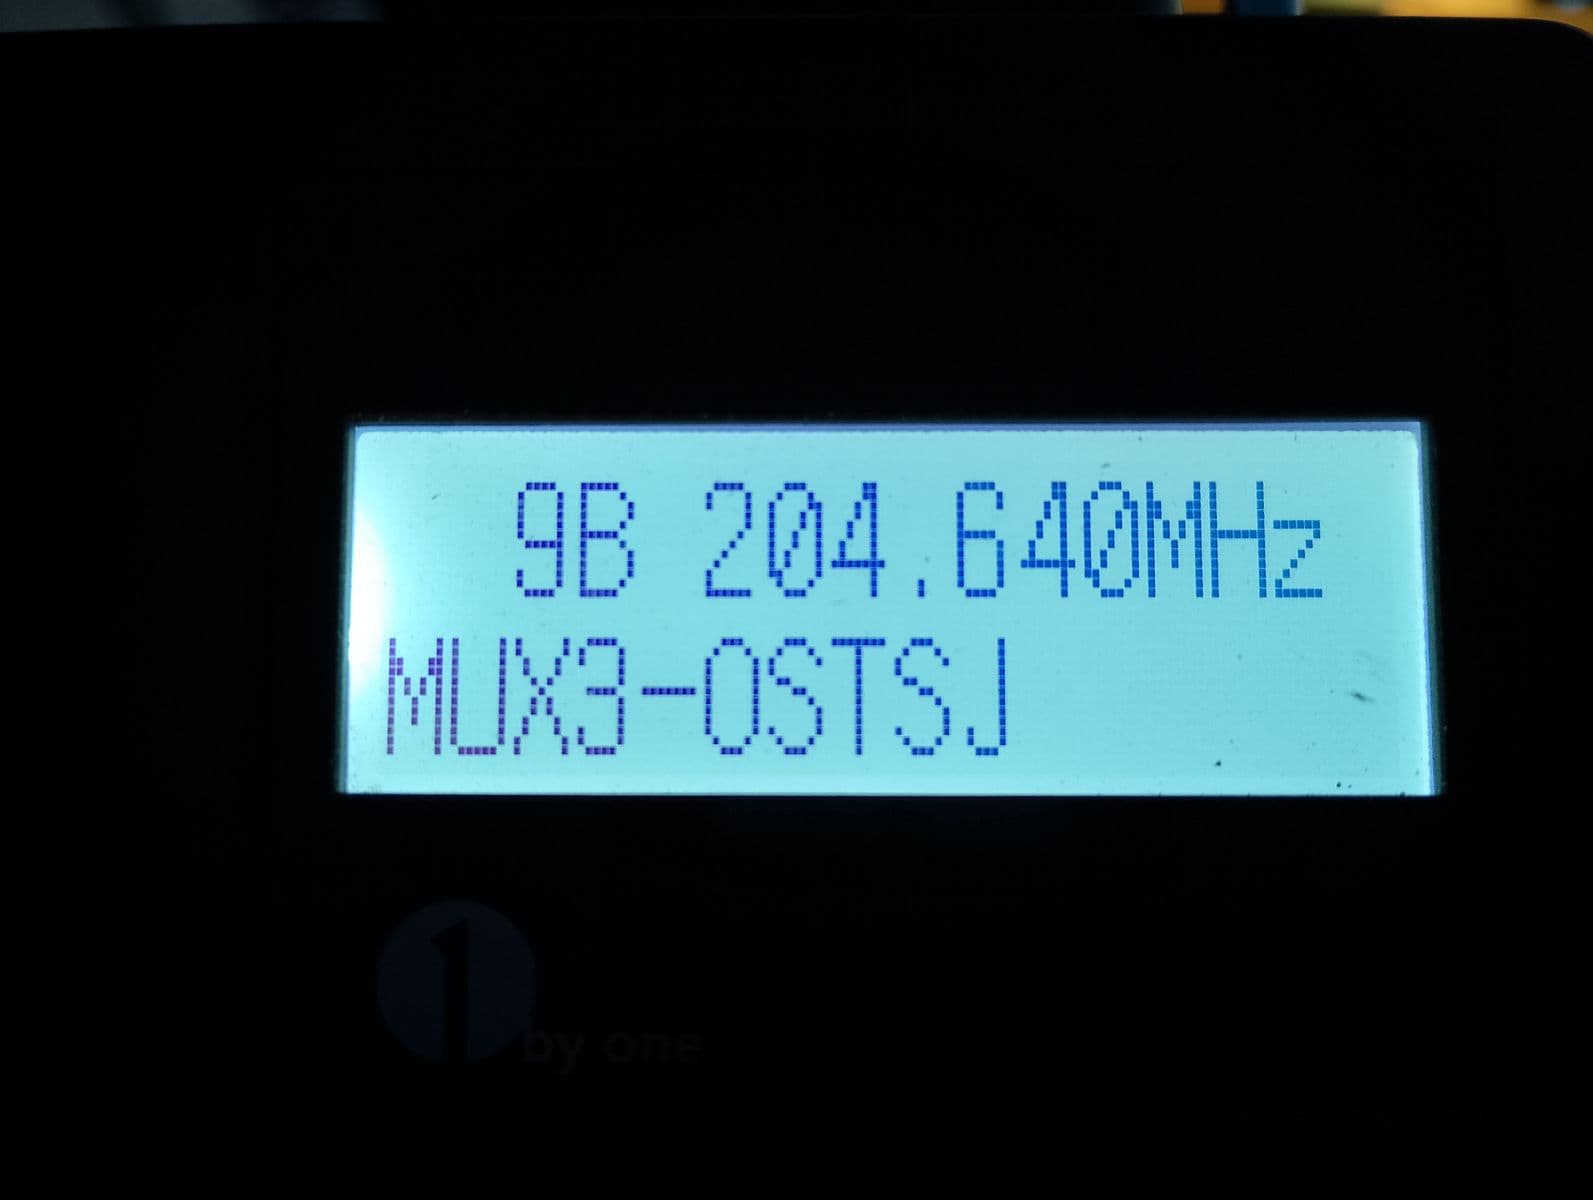 9B 204.640MHz
MUX3-OSTSJ
1 by one